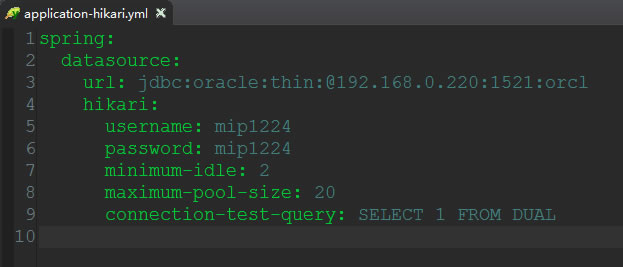 application-hikari.yml
1 spring:
2   datasource:
3     url: jdbc:oracle:thin:@192.168.0.220:1521:orcl
4     hikari:
5       username: mip1224
6       password: mip1224
7       minimum-idle: 2
8       maximum-pool-size: 20
9       connection-test-query: SELECT 1 FROM DUAL
10